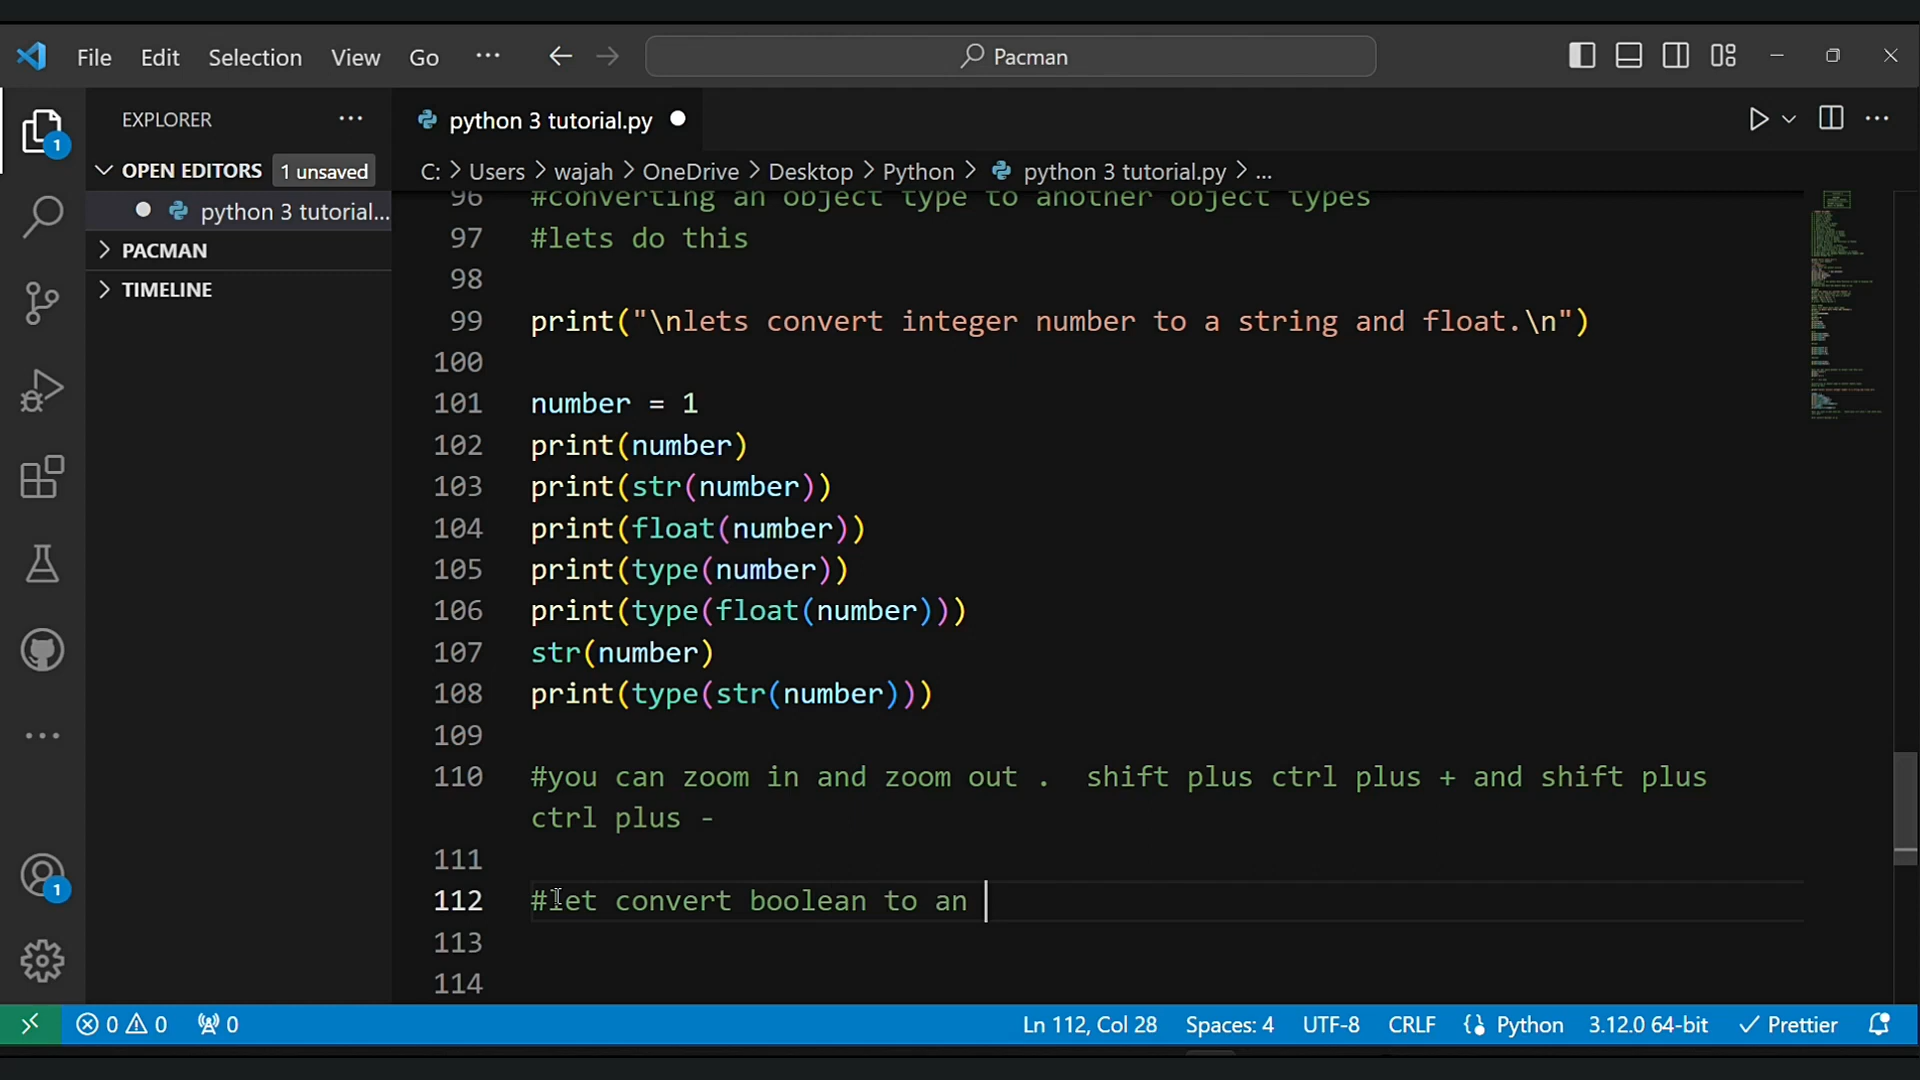 File Edit Selection View Go ··· Pacman
EXPLORER ···
python 3 tutorial.py
OPEN EDITORS 1 unsaved
C: > Users > wajah > OneDrive > Desktop > Python > python 3 tutorial.py > ...
python 3 tutorial...
PACMAN
TIMELINE
96 #converting an object type to another object types
97 #lets do this
98
99 print("\nlets convert integer number to a string and float.\n")
100
101 number = 1
102 print(number)
103 print(str(number))
104 print(float(number))
105 print(type(number))
106 print(type(float(number)))
107 str(number)
108 print(type(str(number)))
109
110 #you can zoom in and zoom out .  shift plus ctrl plus + and shift plus
ctrl plus -
111
112 #let convert boolean to an
113
114
1
1
0 0 0 Ln 112, Col 28 Spaces: 4 UTF-8 CRLF Python 3.12.0 64-bit Prettier